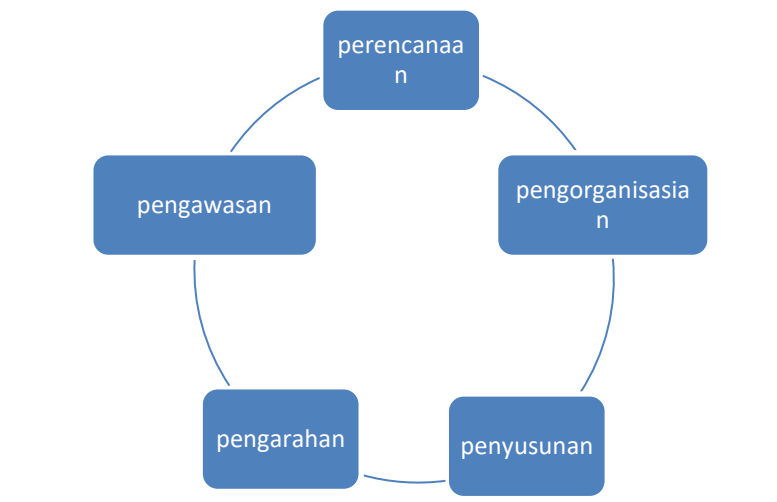 perencanaa
n
pengorganisasia
n
penyusunan
pengarahan
pengawasan